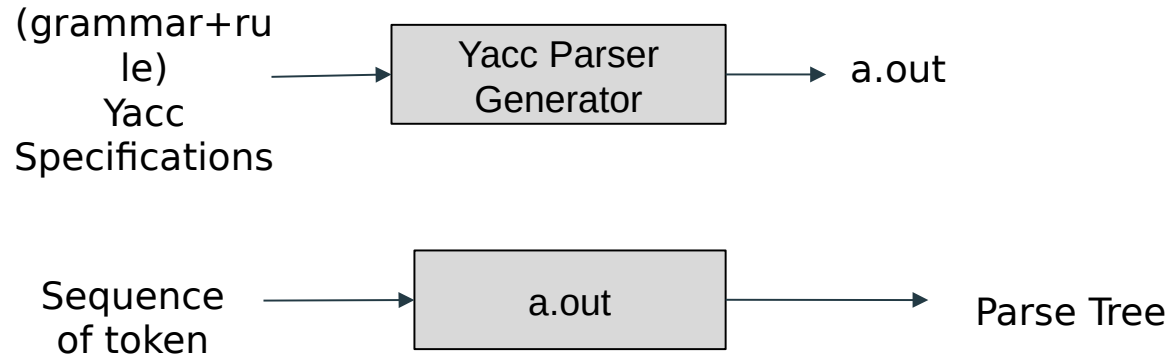 (grammar+ru
le)
Yacc
Specifications
Yacc Parser
Generator
a.out
Sequence
of token
a.out
Parse Tree